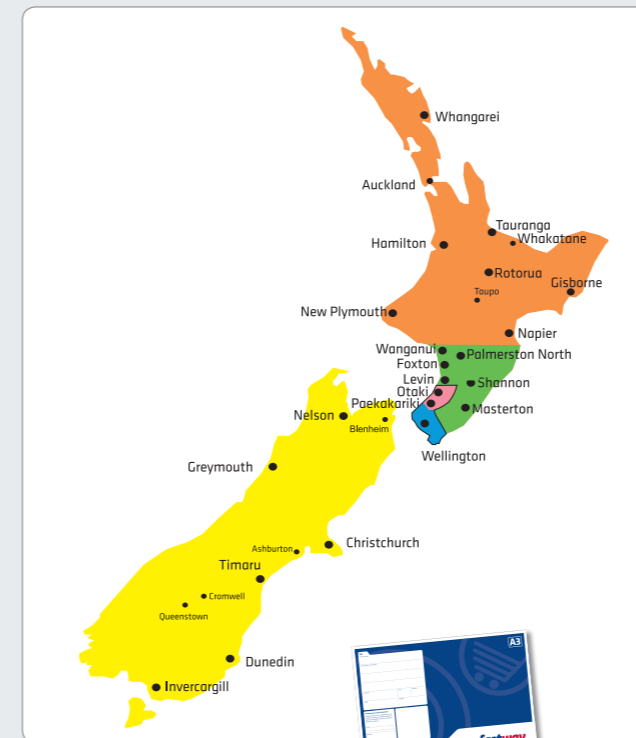 Whangarei
Auckland
Tauranga
Whakatane
Hamilton
Rotorua
Gisborne
Taupo
New Plymouth
Napier
Wanganui
Palmerston North
Foxton
Levin
Shannon
Otaki
Paekakariki
Masterton
Nelson
Blenheim
Wellington
Greymouth
Christchurch
Ashburton
Timaru
Cromwell
Queenstown
Dunedin
Invercargill
A3